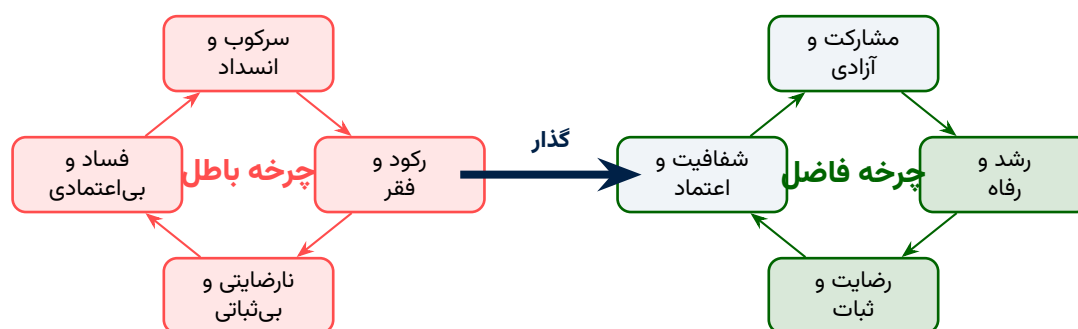 سرکوب و
انسداد
رکود و
فقر
نارضایتی و
بی‌ثباتی
فساد و
بی‌اعتمادی
چرخه باطل
گذار
مشارکت و
آزادی
رشد و
رفاه
رضایت و
ثبات
شفافیت و
اعتماد
چرخه فاضل